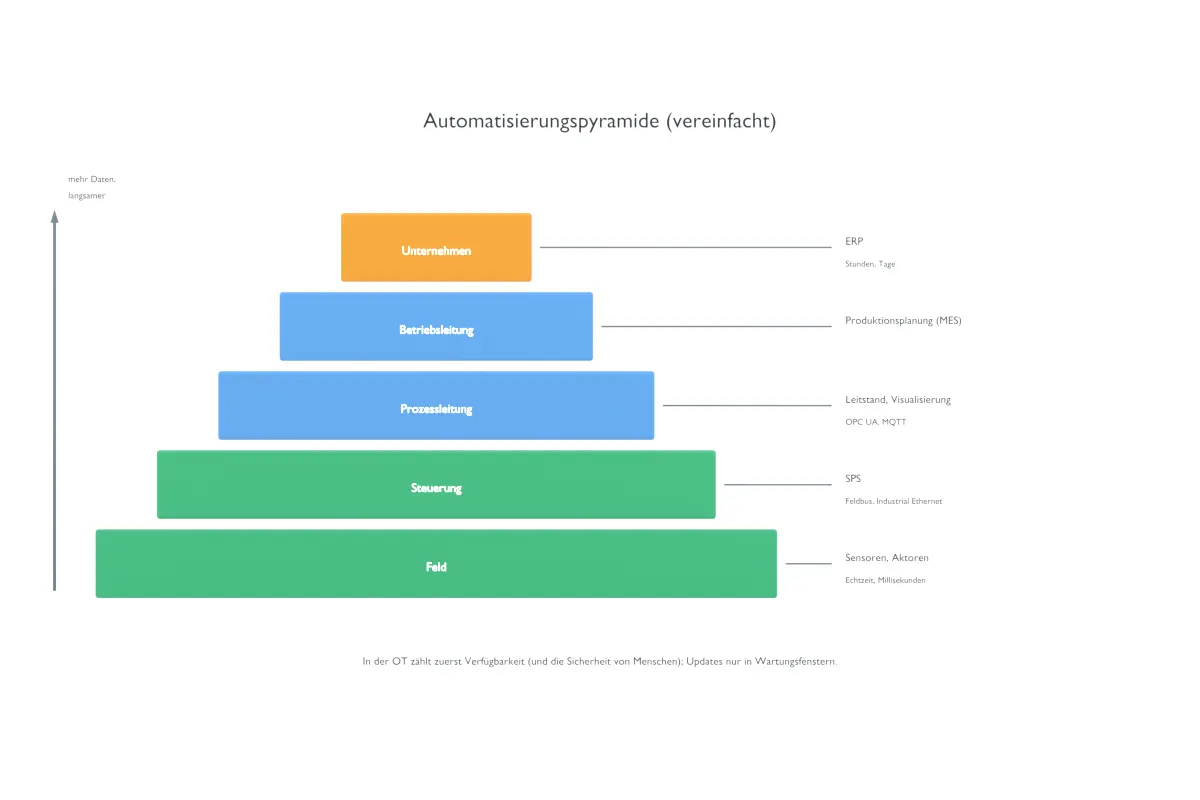 Automatisierungspyramide (vereinfacht)
mehr Daten,
langsamer
Unternehmen
ERP
Stunden, Tage
Betriebsleitung
Produktionsplanung (MES)
Prozessleitung
Leitstand, Visualisierung
OPC UA, MQTT
Steuerung
SPS
Feldbus, Industrial Ethernet
Feld
Sensoren, Aktoren
Echtzeit, Millisekunden
In der OT zählt zuerst Verfügbarkeit (und die Sicherheit von Menschen); Updates nur in Wartungsfenstern.